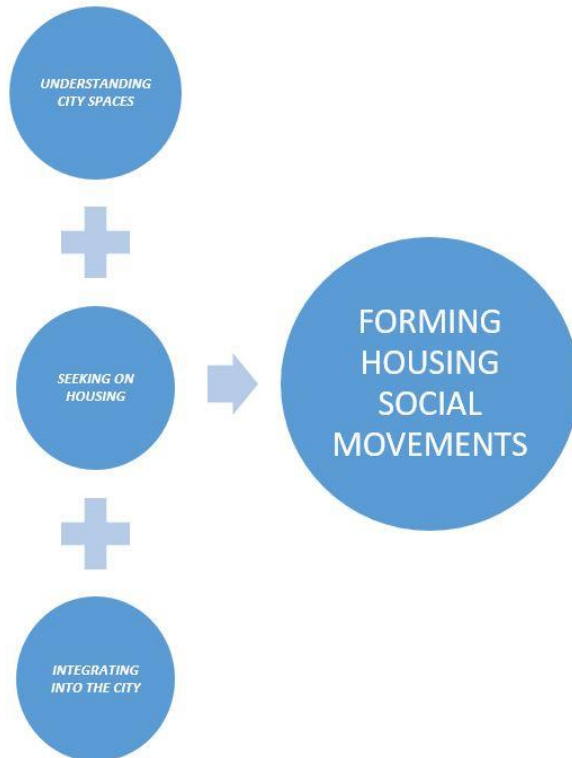 UNDERSTANDING
CITY SPACES
SEEKING ON
HOUSING
INTEGRATING
INTO THE CITY
FORMING
HOUSING
SOCIAL
MOVEMENTS